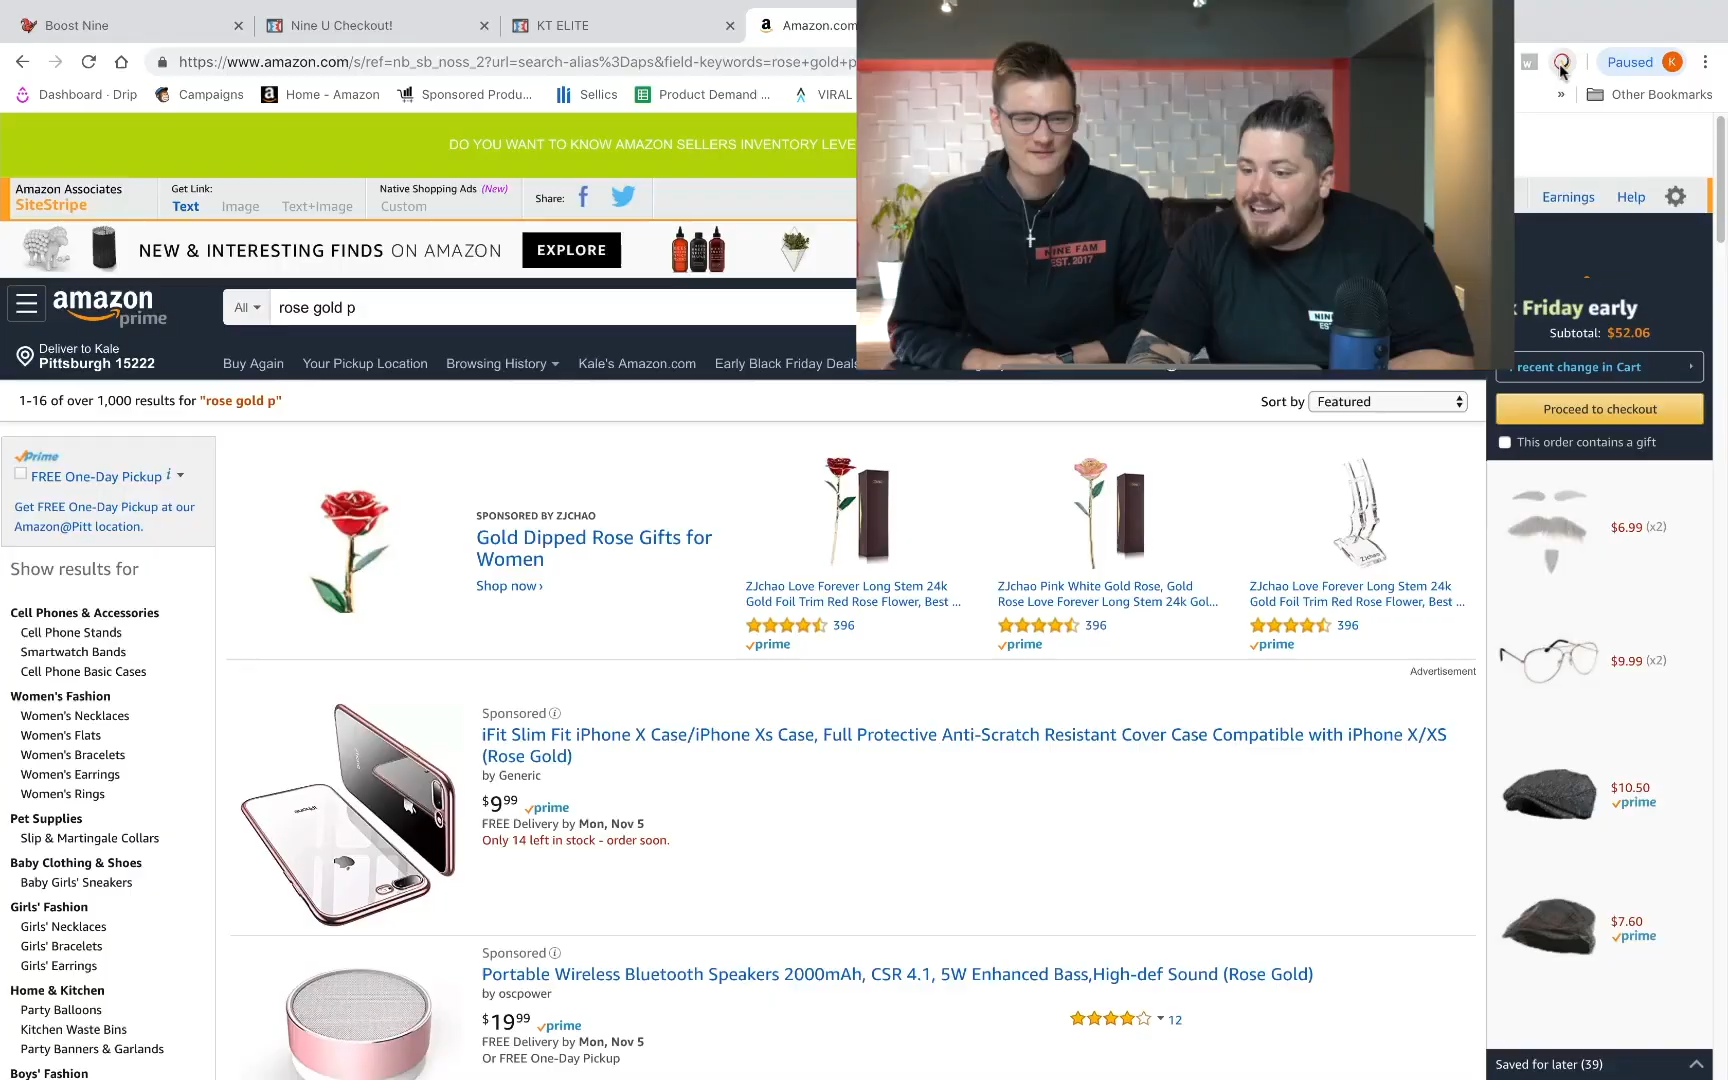 Boost Nine
Nine U Checkout!
KT ELITE
Amazon.com
https://www.amazon.com/s/ref=nb_sb_noss_2?url=search-alias%3Daps&field-keywords=rose+gold+p
Paused
K
Dashboard · Drip
Campaigns
Home - Amazon
Sponsored Produ...
Sellics
Product Demand ...
VIRAL
»
Other Bookmarks
DO YOU WANT TO KNOW AMAZON SELLERS INVENTORY LEVE
Amazon Associates
SiteStripe
Get Link:
Text
Image
Text+Image
Native Shopping Ads (New)
Custom
Share:
Earnings
Help
NEW & INTERESTING FINDS ON AMAZON
EXPLORE
NINE FAM
EST. 2017
amazon
prime
All
rose gold p
Friday early
Subtotal: $52.06
Deliver to Kale
Pittsburgh 15222
Buy Again
Your Pickup Location
Browsing History
Kale's Amazon.com
Early Black Friday Deals
recent change in Cart
1-16 of over 1,000 results for "rose gold p"
Sort by
Featured
Proceed to checkout
This order contains a gift
Prime
FREE One-Day Pickup
Get FREE One-Day Pickup at our
Amazon@Pitt location.
Show results for
Cell Phones & Accessories
Cell Phone Stands
Smartwatch Bands
Cell Phone Basic Cases
Women's Fashion
Women's Necklaces
Women's Flats
Women's Bracelets
Women's Earrings
Women's Rings
Pet Supplies
Slip & Martingale Collars
Baby Clothing & Shoes
Baby Girls' Sneakers
Girls' Fashion
Girls' Necklaces
Girls' Bracelets
Girls' Earrings
Home & Kitchen
Party Balloons
Kitchen Waste Bins
Party Banners & Garlands
Boys' Fashion
SPONSORED BY ZJCHAO
Gold Dipped Rose Gifts for
Women
Shop now ›
ZJchao Love Forever Long Stem 24k
Gold Foil Trim Red Rose Flower, Best ...
396
prime
ZJchao Pink White Gold Rose, Gold
Rose Love Forever Long Stem 24k Gol...
396
prime
ZJchao Love Forever Long Stem 24k
Gold Foil Trim Red Rose Flower, Best ...
396
prime
Advertisement
Sponsored
iFit Slim Fit iPhone X Case/iPhone Xs Case, Full Protective Anti-Scratch Resistant Cover Case Compatible with iPhone X/XS
(Rose Gold)
by Generic
$9.99 prime
FREE Delivery by Mon, Nov 5
Only 14 left in stock - order soon.
Sponsored
Portable Wireless Bluetooth Speakers 2000mAh, CSR 4.1, 5W Enhanced Bass,High-def Sound (Rose Gold)
by oscpower
$19.99 prime
FREE Delivery by Mon, Nov 5
Or FREE One-Day Pickup
12
$6.99 (x2)
$9.99 (x2)
$10.50
prime
$7.60
prime
Saved for later (39)